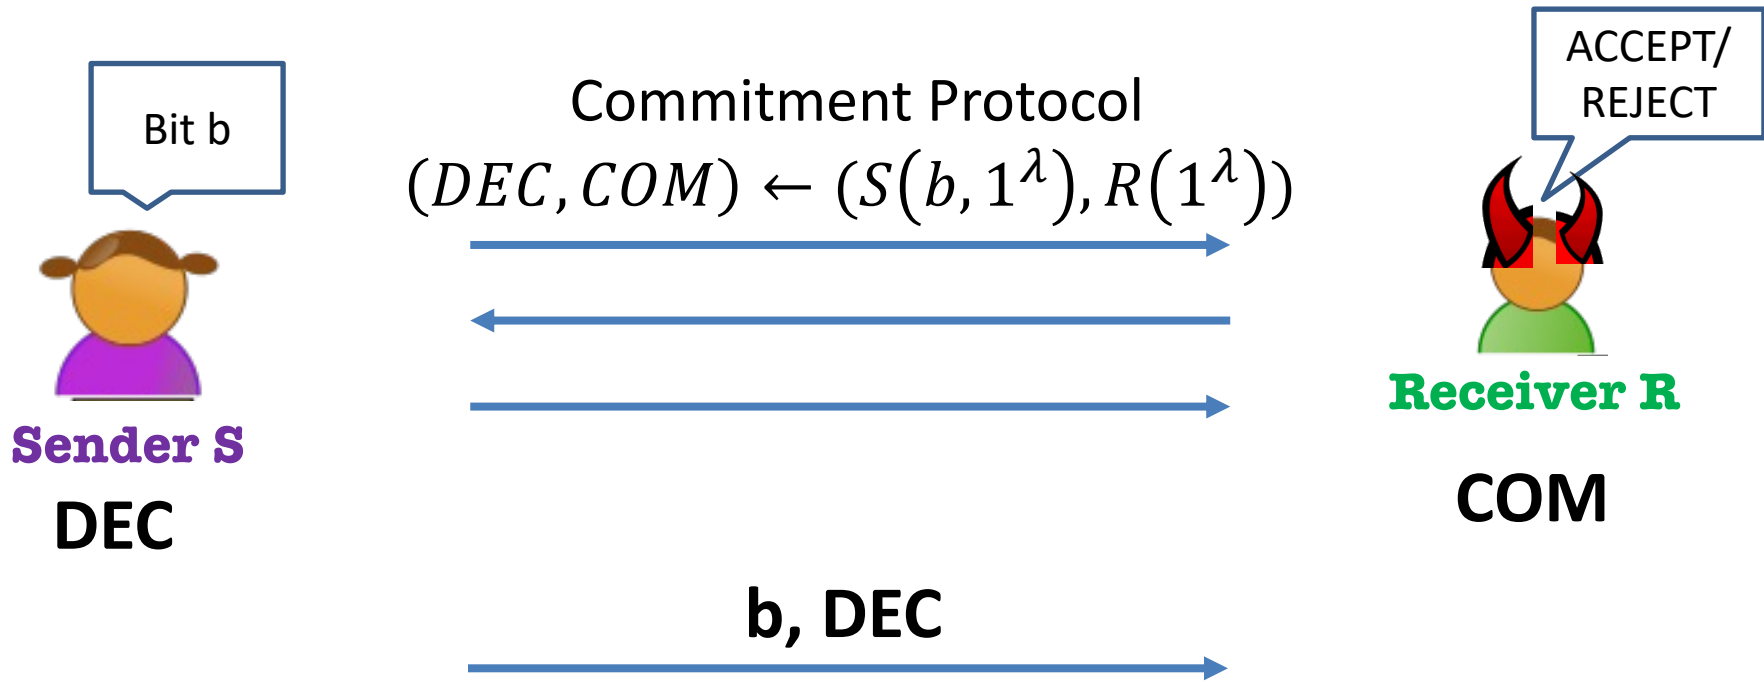 Bit b
Commitment Protocol
(DEC, COM) ← (S(b, 1^λ), R(1^λ))
ACCEPT/
REJECT
Sender S
DEC
Receiver R
COM
b, DEC